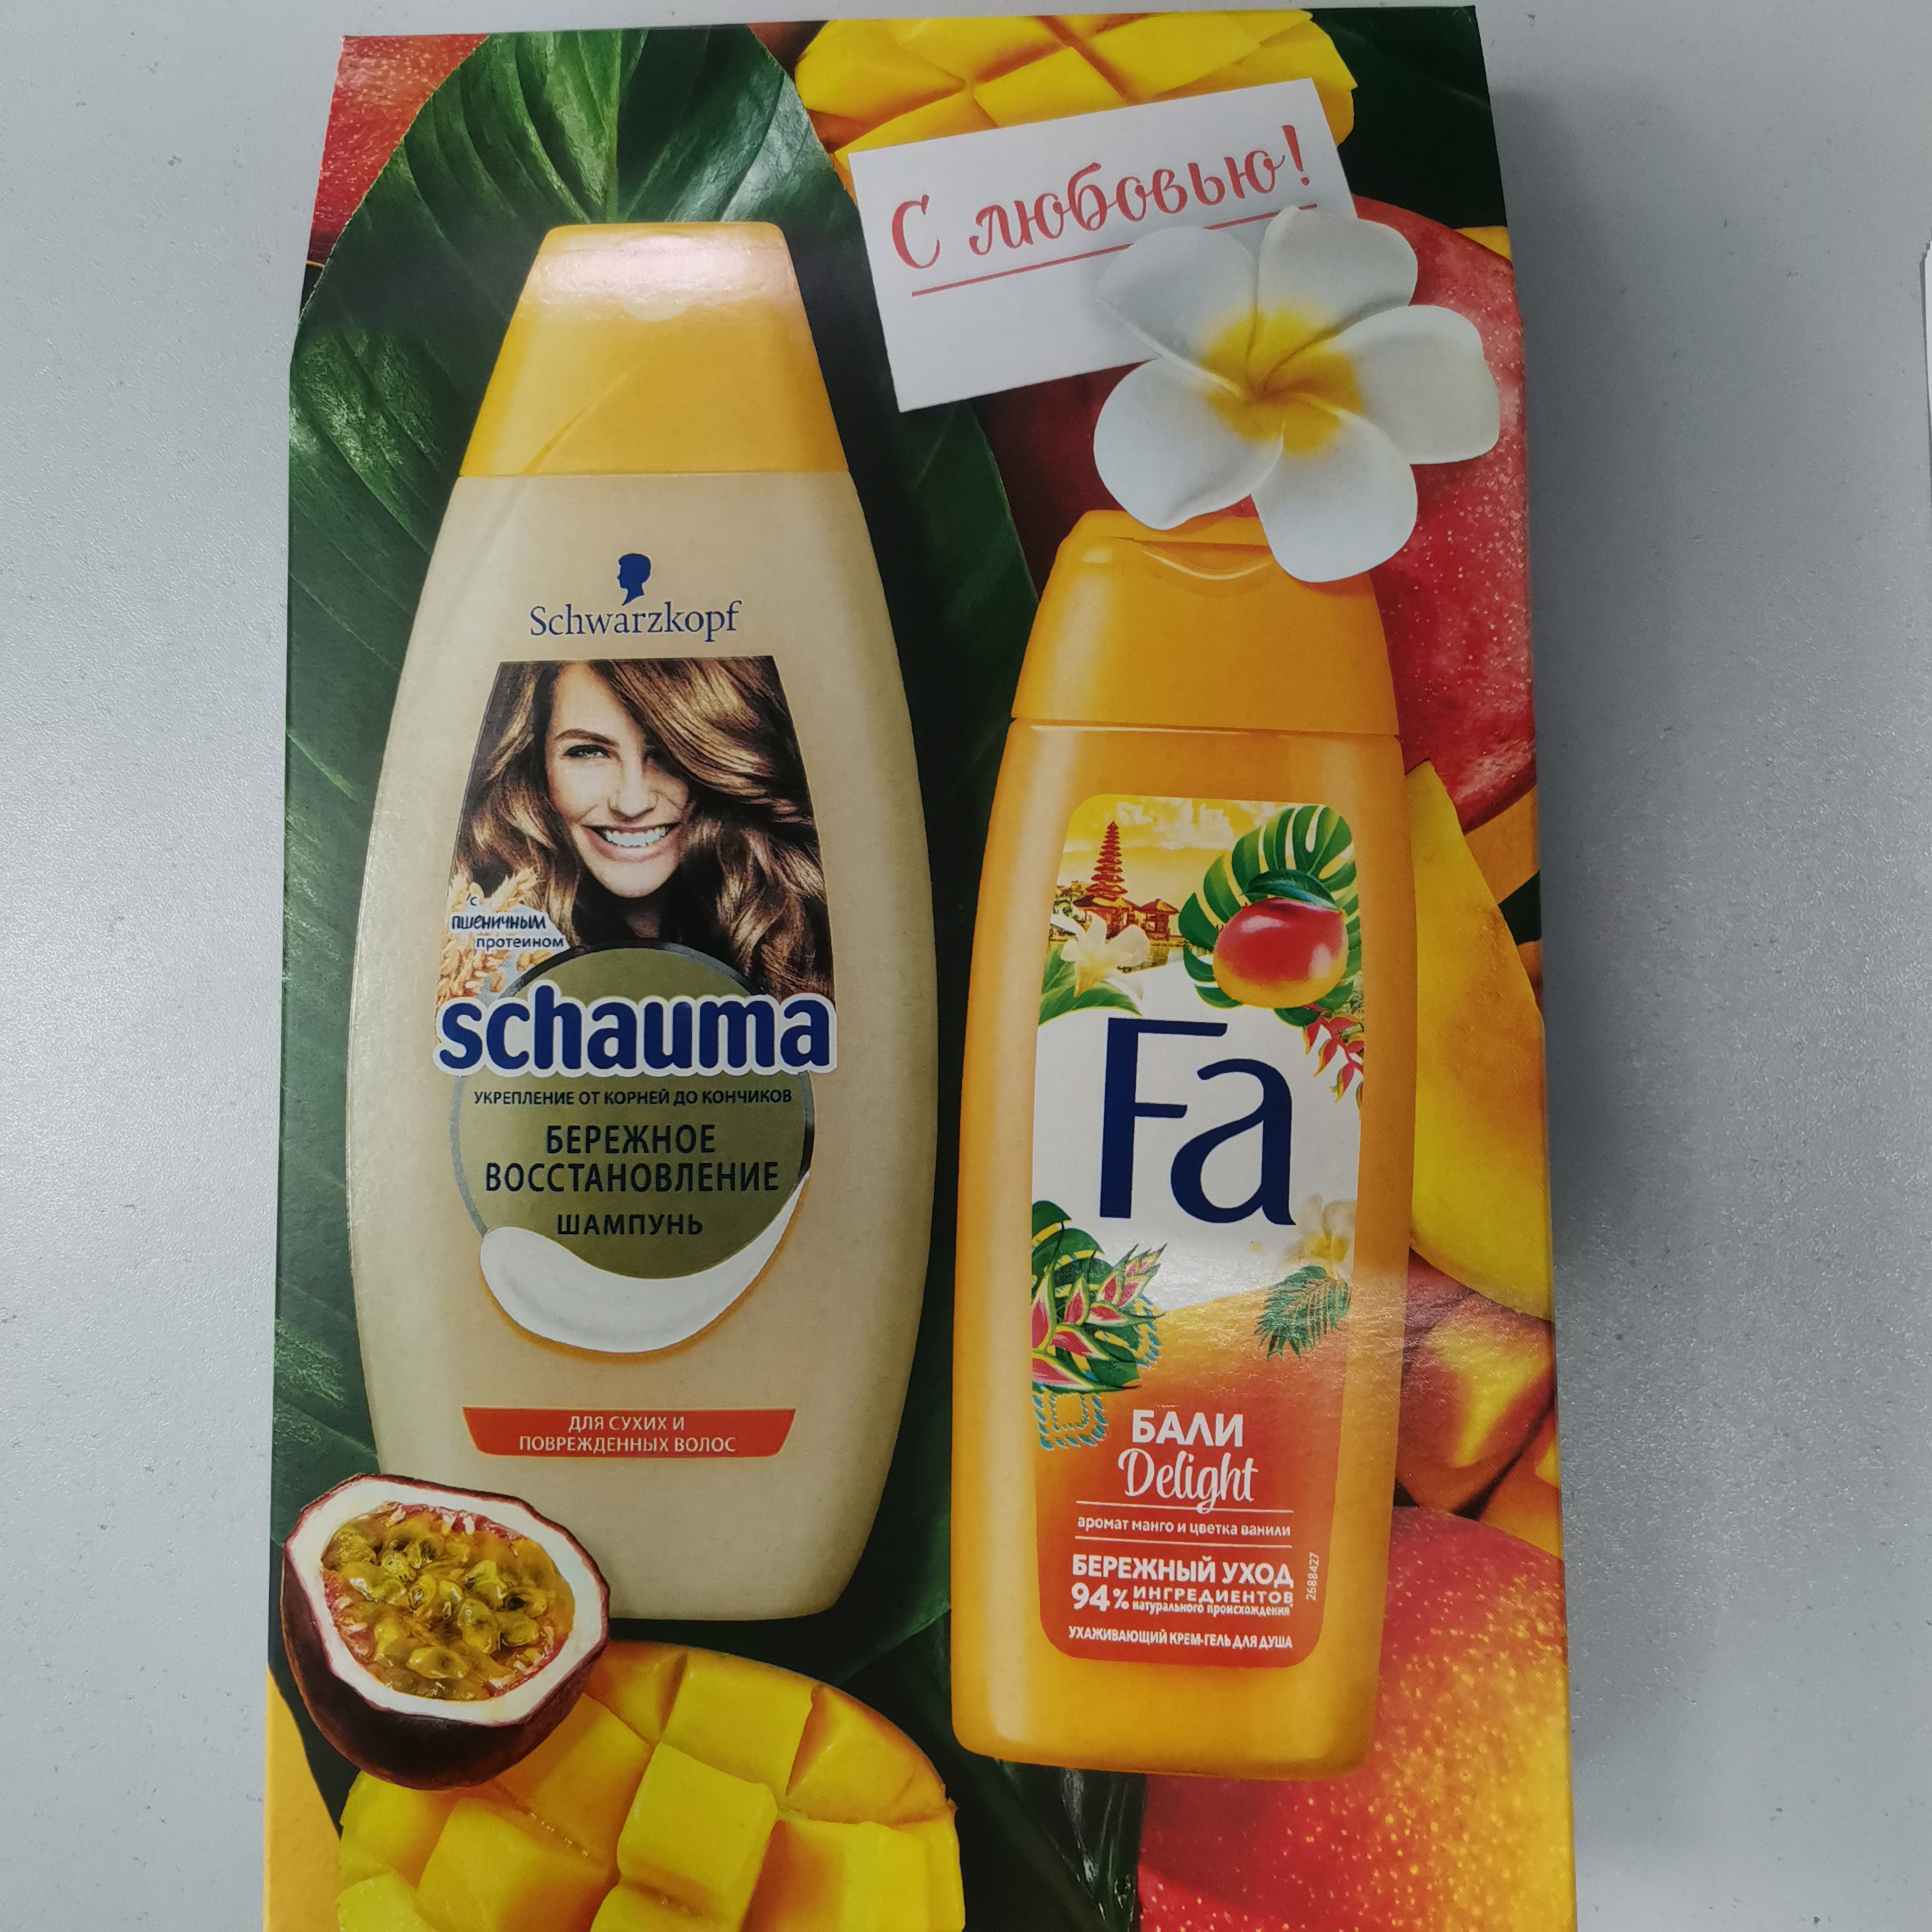 С любовью!
Schwarzkopf
с
пшеничным
протеином
schauma
УКРЕПЛЕНИЕ ОТ КОРНЕЙ ДО КОНЧИКОВ
БЕРЕЖНОЕ
ВОССТАНОВЛЕНИЕ
ШАМПУНЬ
ДЛЯ СУХИХ И
ПОВРЕЖДЕННЫХ ВОЛОС
Fa
БАЛИ
Delight
аромат манго и цветка ванили
БЕРЕЖНЫЙ УХОД
94% ИНГРЕДИЕНТОВ
натурального происхождения*
УХАЖИВАЮЩИЙ КРЕМ-ГЕЛЬ ДЛЯ ДУША
2688427